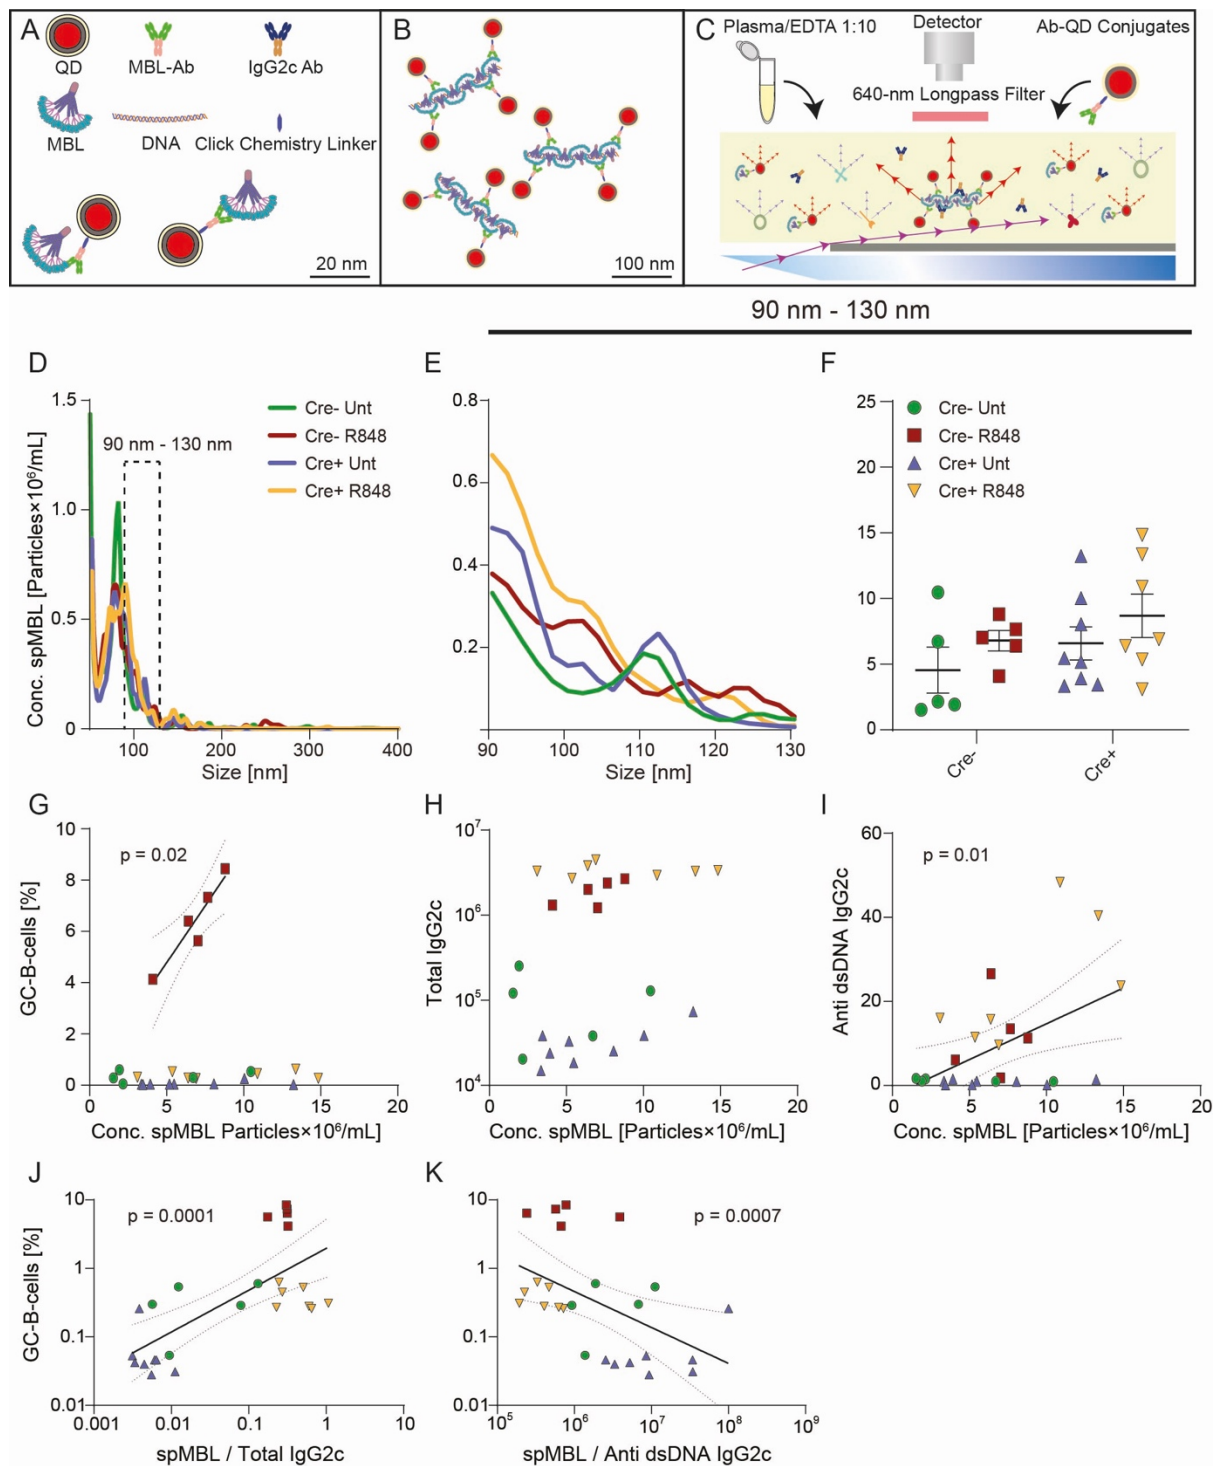 A
QD
MBL-Ab
IgG2c Ab
MBL
DNA
Click Chemistry Linker
20 nm
B
100 nm
C
Plasma/EDTA 1:10
Detector
Ab-QD Conjugates
640-nm Longpass Filter
90 nm - 130 nm
D
Conc. spMBL [Particles×10⁶/mL]
1.5
1.0
0.5
0
90 nm - 130 nm
Cre- Unt
Cre- R848
Cre+ Unt
Cre+ R848
100
200
300
400
Size [nm]
E
0.8
0.6
0.4
0.2
90
100
110
120
130
Size [nm]
F
25
20
15
10
5
0
Cre- Unt
Cre- R848
Cre+ Unt
Cre+ R848
Cre-
Cre+
G
GC-B-cells [%]
p = 0.02
10
8
6
4
2
0
0
5
10
15
20
Conc. spMBL Particles×10⁶/mL]
H
Total IgG2c
10⁷
10⁶
10⁵
10⁴
0
5
10
15
20
Conc. spMBL [Particles×10⁶/mL]
I
Anti dsDNA IgG2c
p = 0.01
60
40
20
0
0
5
10
15
20
Conc. spMBL [Particles×10⁶/mL]
J
GC-B-cells [%]
p = 0.0001
10
1
0.1
0.01
0.001
0.01
0.1
1
10
spMBL / Total IgG2c
K
p = 0.0007
10
1
0.1
0.01
10⁵
10⁶
10⁷
10⁸
10⁹
spMBL / Anti dsDNA IgG2c